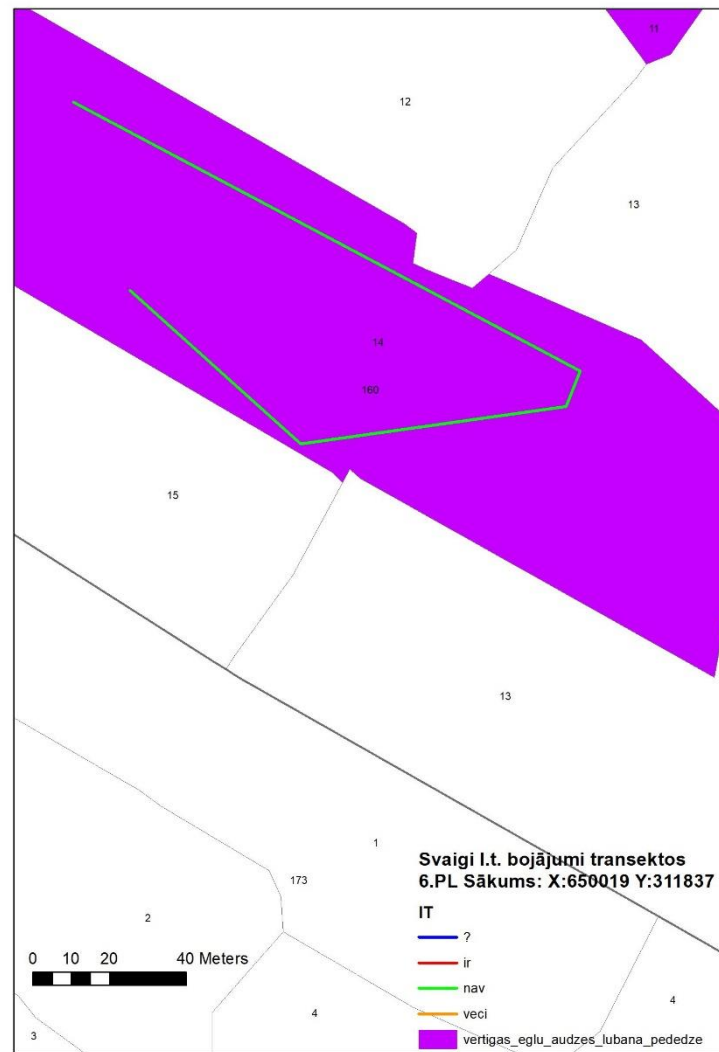 11
12
13
14
160
15
13
1
173
2
Svaigi I.t. bojājumi transektos
6.PL Sākums: X:650019 Y:311837
IT
?
ir
nav
veci
vertigas_eglu_audzes_lubana_pededze
0 10 20 40 Meters
4
4
3